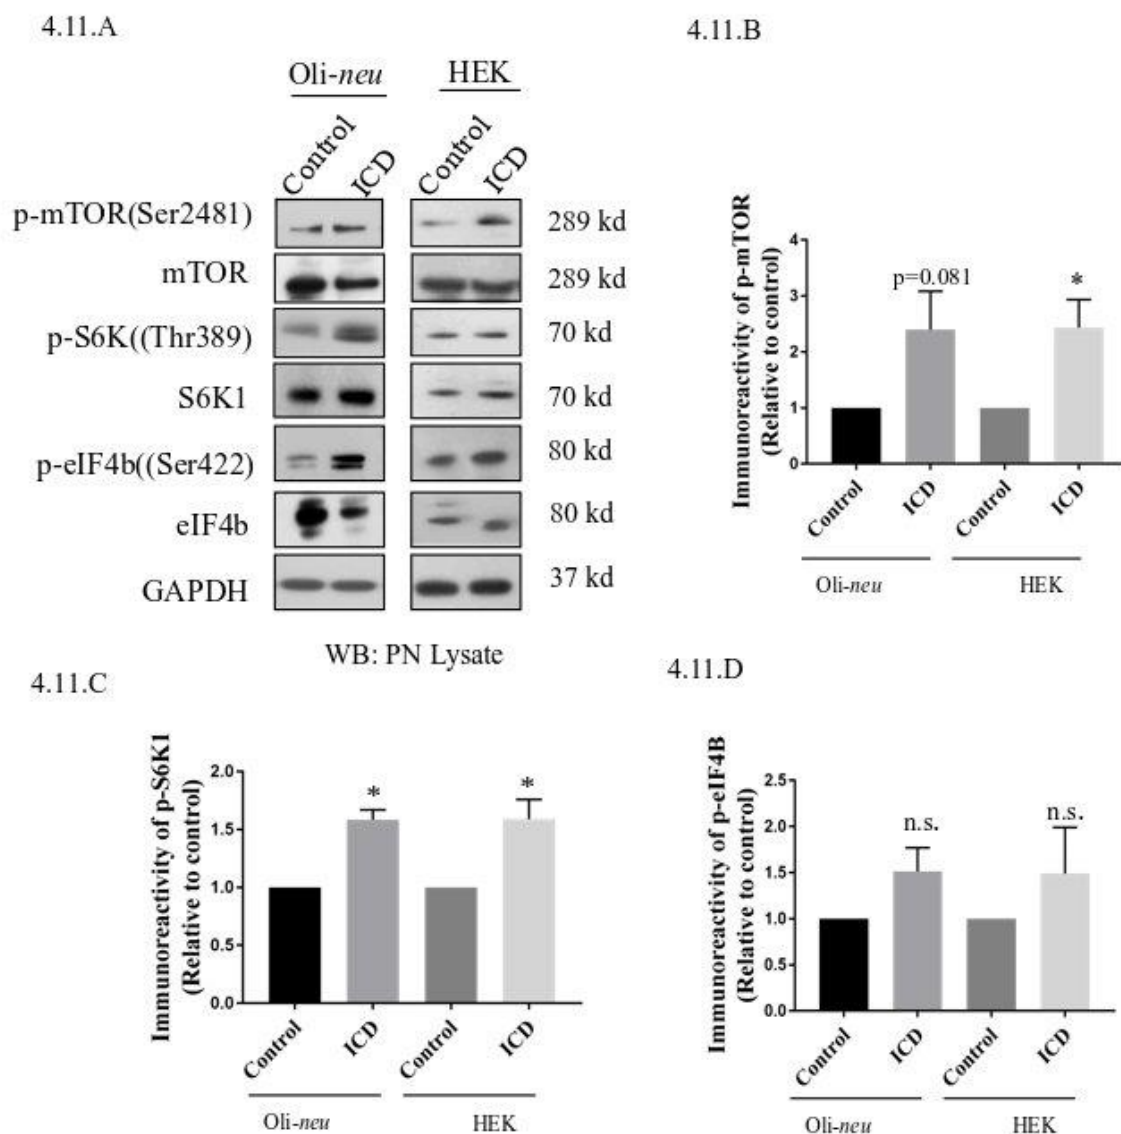 4.11.A
Oli-neu HEK
Control ICD Control ICD
p-mTOR(Ser2481) 289 kd
mTOR 289 kd
p-S6K((Thr389) 70 kd
S6K1 70 kd
p-eIF4b((Ser422) 80 kd
eIF4b 80 kd
GAPDH 37 kd
WB: PN Lysate
4.11.B
Immunoreactivity of p-mTOR
(Relative to control)
4
3
2
1
0
p=0.081 *
Control ICD Control ICD
Oli-neu HEK
4.11.C
Immunoreactivity of p-S6K1
(Relative to control)
2.0
1.5
1.0
0.5
0.0
* *
Control ICD Control ICD
Oli-neu HEK
4.11.D
Immunoreactivity of p-eIF4B
(Relative to control)
2.5
2.0
1.5
1.0
0.5
0.0
n.s. n.s.
Control ICD Control ICD
Oli-neu HEK